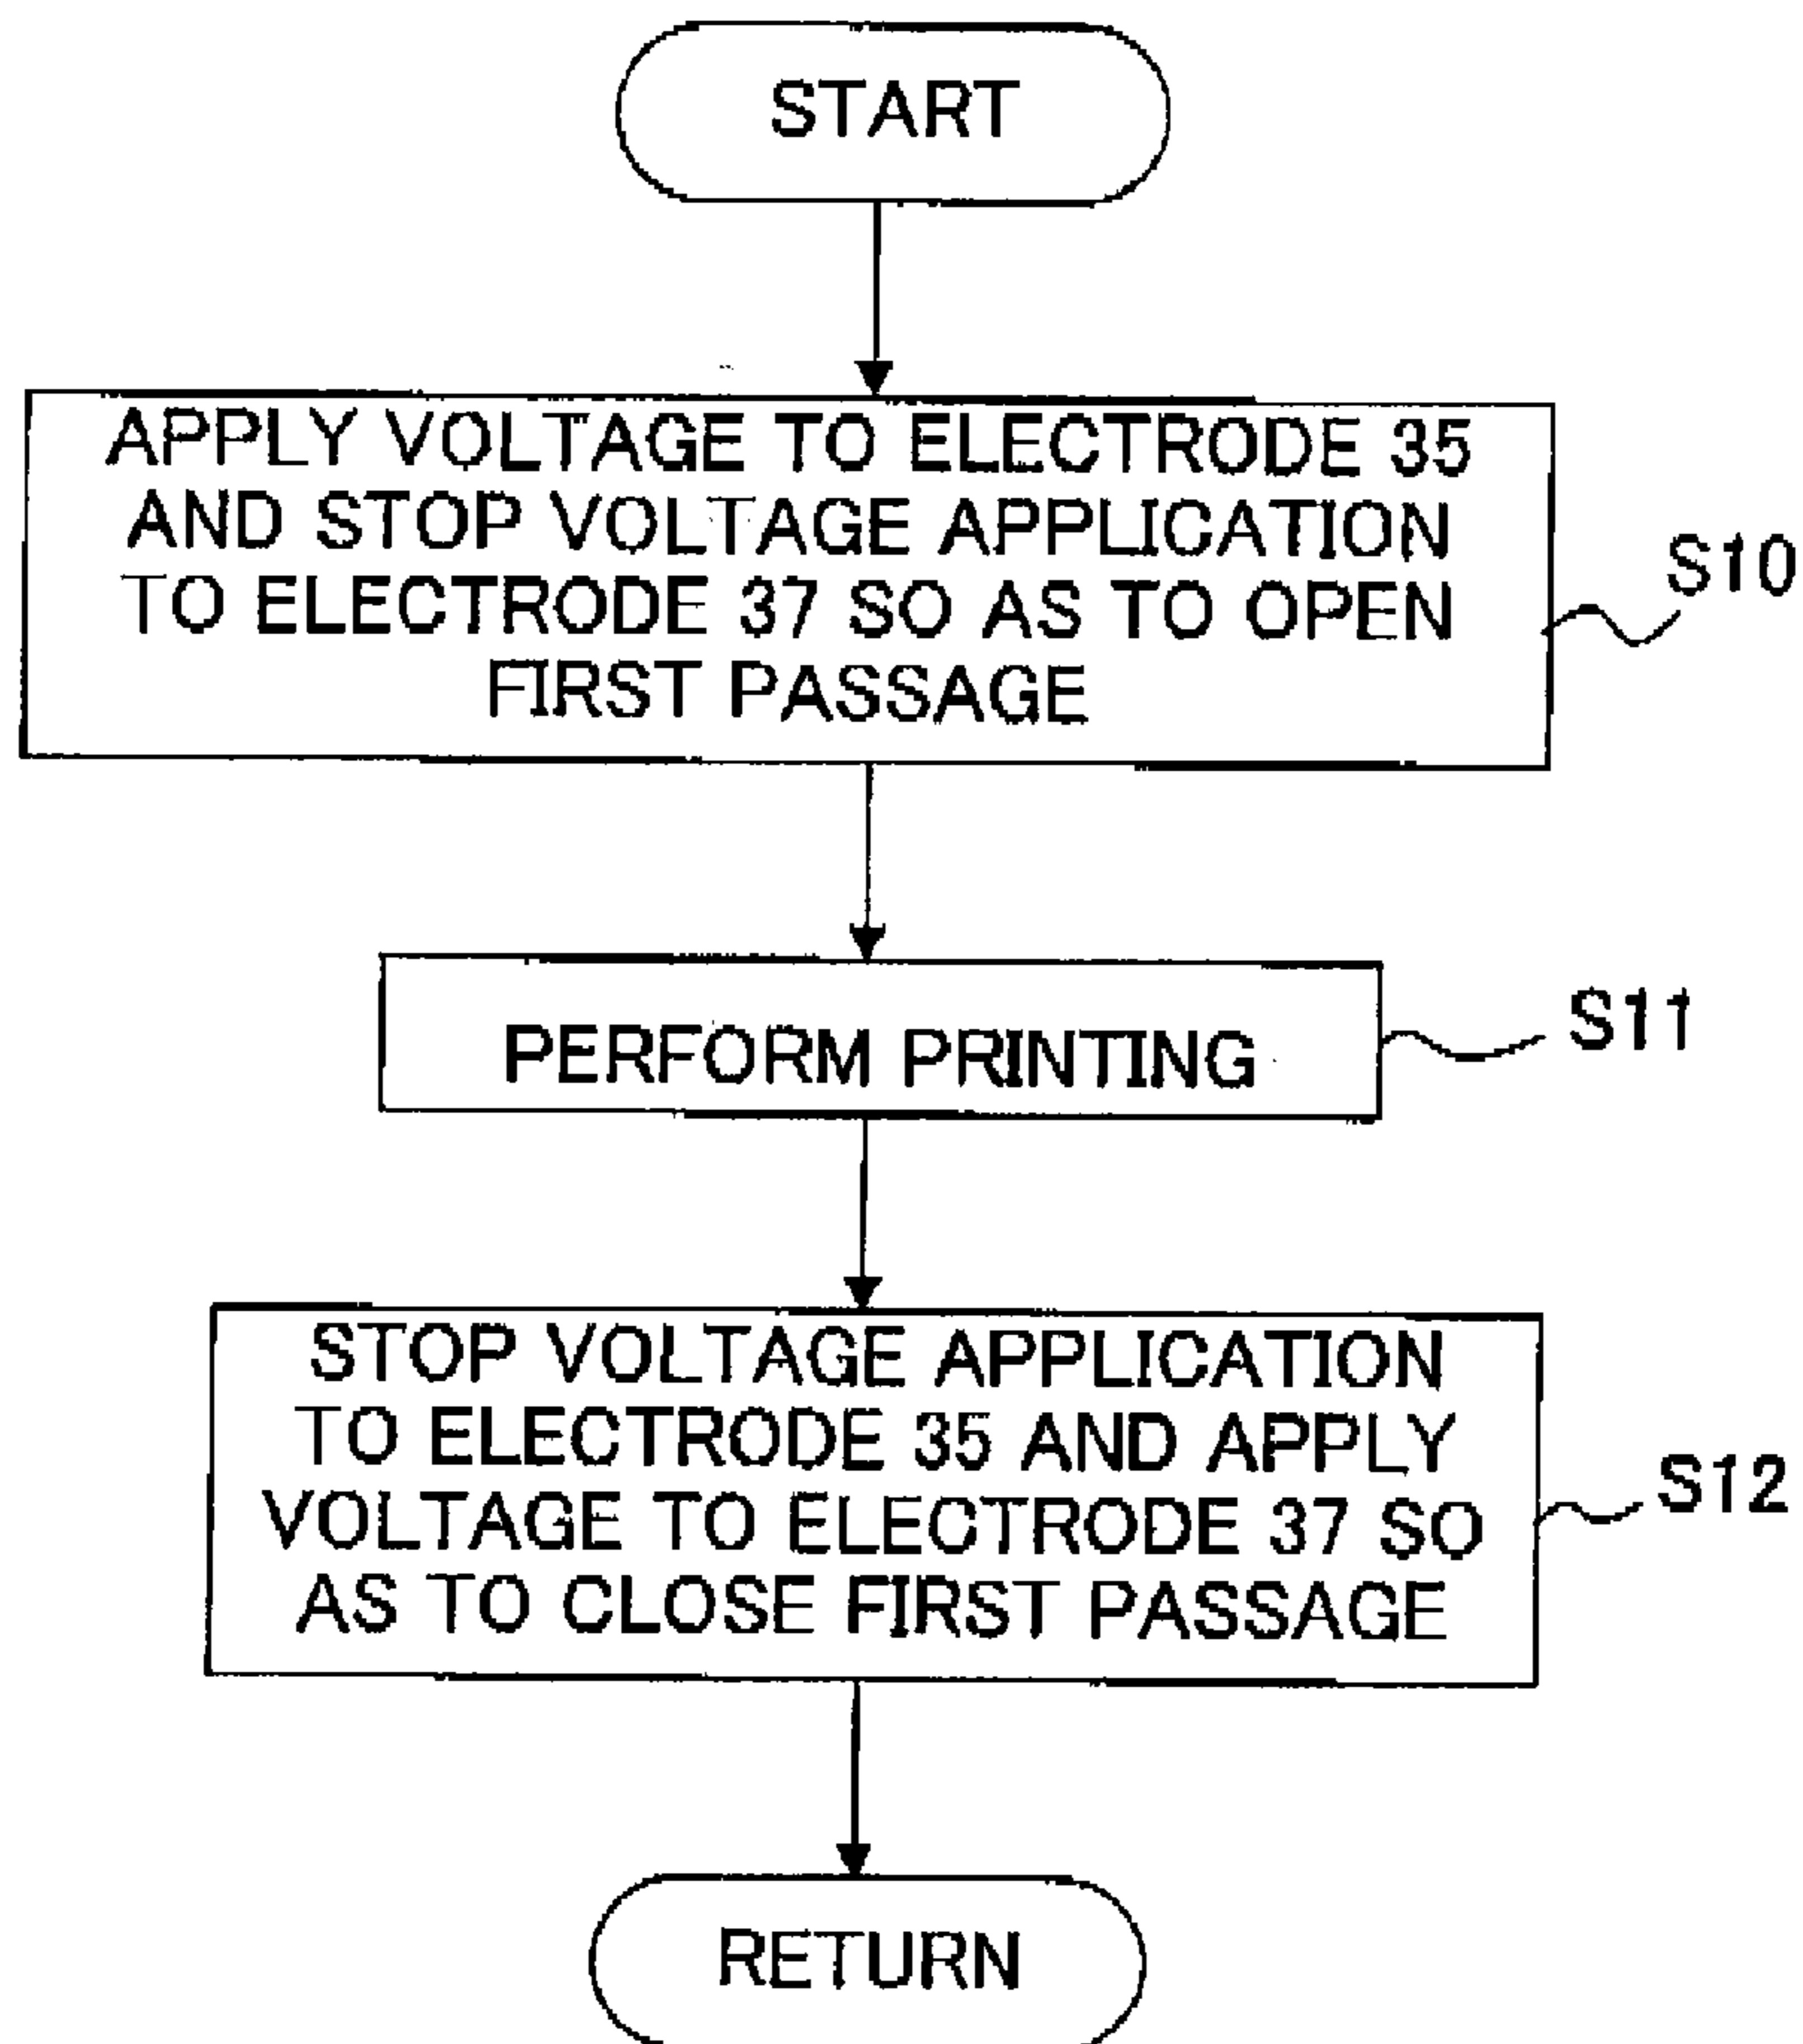 START
APPLY VOLTAGE TO ELECTRODE 35
AND STOP VOLTAGE APPLICATION
TO ELECTRODE 37 SO AS TO OPEN
FIRST PASSAGE
S10
PERFORM PRINTING
S11
STOP VOLTAGE APPLICATION
TO ELECTRODE 35 AND APPLY
VOLTAGE TO ELECTRODE 37 SO
AS TO CLOSE FIRST PASSAGE
S12
RETURN